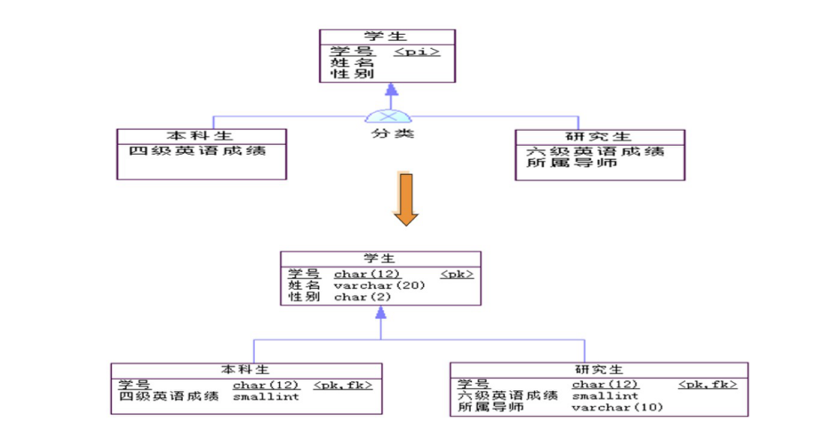 学生
学号 <pi>
姓名
性别
本科生
四级英语成绩
分类
研究生
六级英语成绩
所属导师
学生
学号 char(12) <pk>
姓名 varchar(20)
性别 char(2)
本科生
学号 char(12) <pk,fk>
四级英语成绩 smallint
研究生
学号 char(12) <pk,fk>
六级英语成绩 smallint
所属导师 varchar(10)